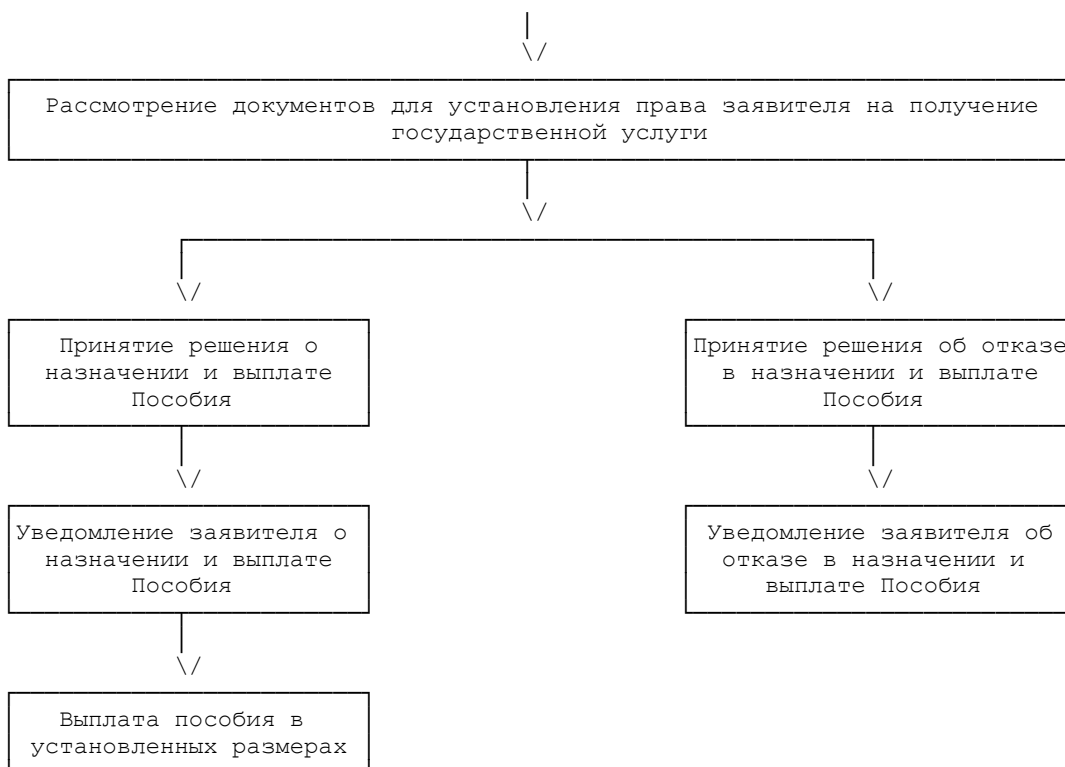 Рассмотрение документов для установления права заявителя на получение
государственной услуги
Принятие решения о
назначении и выплате
Пособия
Принятие решения об отказе
в назначении и выплате
Пособия
Уведомление заявителя о
назначении и выплате
Пособия
Уведомление заявителя об
отказе в назначении и
выплате Пособия
Выплата пособия в
установленных размерах